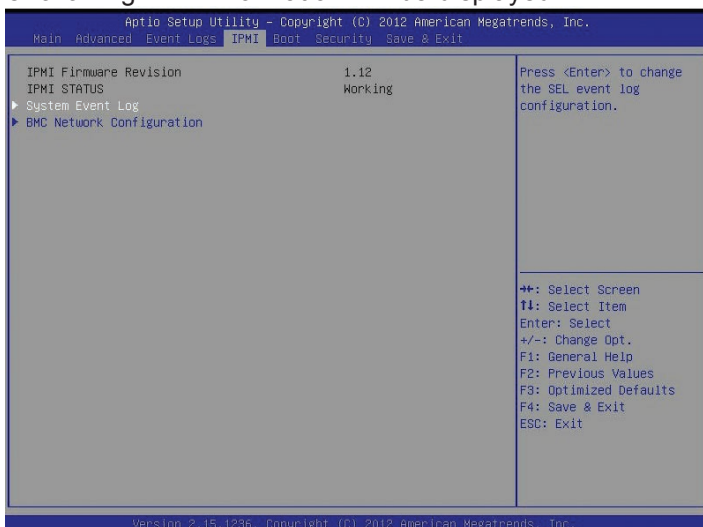 Aptio Setup Utility - Copyright (C) 2012 American Megatrends, Inc.
Main Advanced Event Logs IPMI Boot Security Save & Exit
IPMI Firmware Revision 1.12
IPMI STATUS Working
System Event Log
BMC Network Configuration
Press <Enter> to change
the SEL event log
configuration.
→←: Select Screen
↑↓: Select Item
Enter: Select
+/-: Change Opt.
F1: General Help
F2: Previous Values
F3: Optimized Defaults
F4: Save & Exit
ESC: Exit
Version 2.15.1236. Copyright (C) 2012 American Megatrends, Inc.